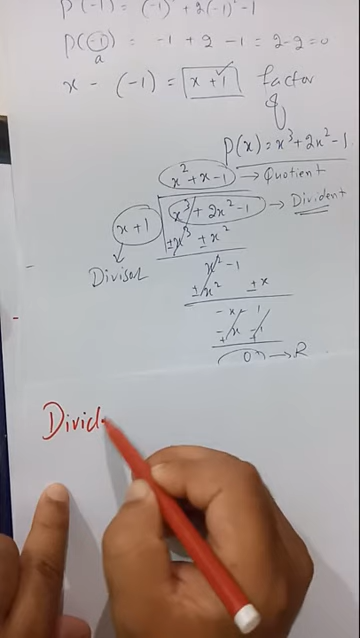 P(-1) = (-1)³ + 2(-1)² - 1
P(-1) = -1 + 2 - 1 = 2 - 2 = 0
a
x - (-1) = x + 1 factor
of
P(x) = x³ + 2x² - 1
x² + x - 1 → Quotient
x + 1 x³ + 2x² - 1 → Divident
± x³ ± x²
Divisor x² - 1
± x² ± x
- x - 1
- x - 1
+ +
0 → R
Divid